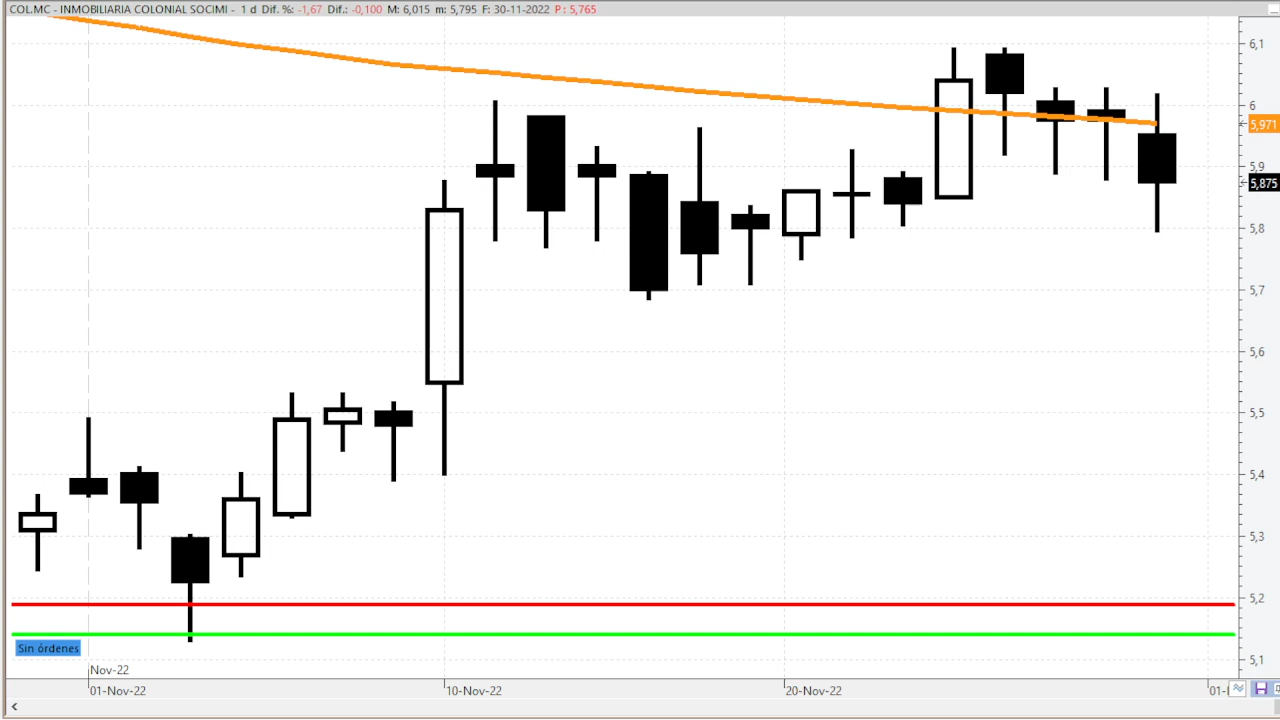 COL.MC - INMOBILIARIA COLONIAL SOCIMI - 1 d Dif. %: -1,67 Dif.: -0,100 M: 6,015 m: 5,795 F: 30-11-2022 P: 5,765
6,1
6
5,971
5,9
5,875
5,8
5,7
5,6
5,5
5,4
5,3
5,2
5,1
Sin órdenes
Nov-22
01-Nov-22
10-Nov-22
20-Nov-22
01-